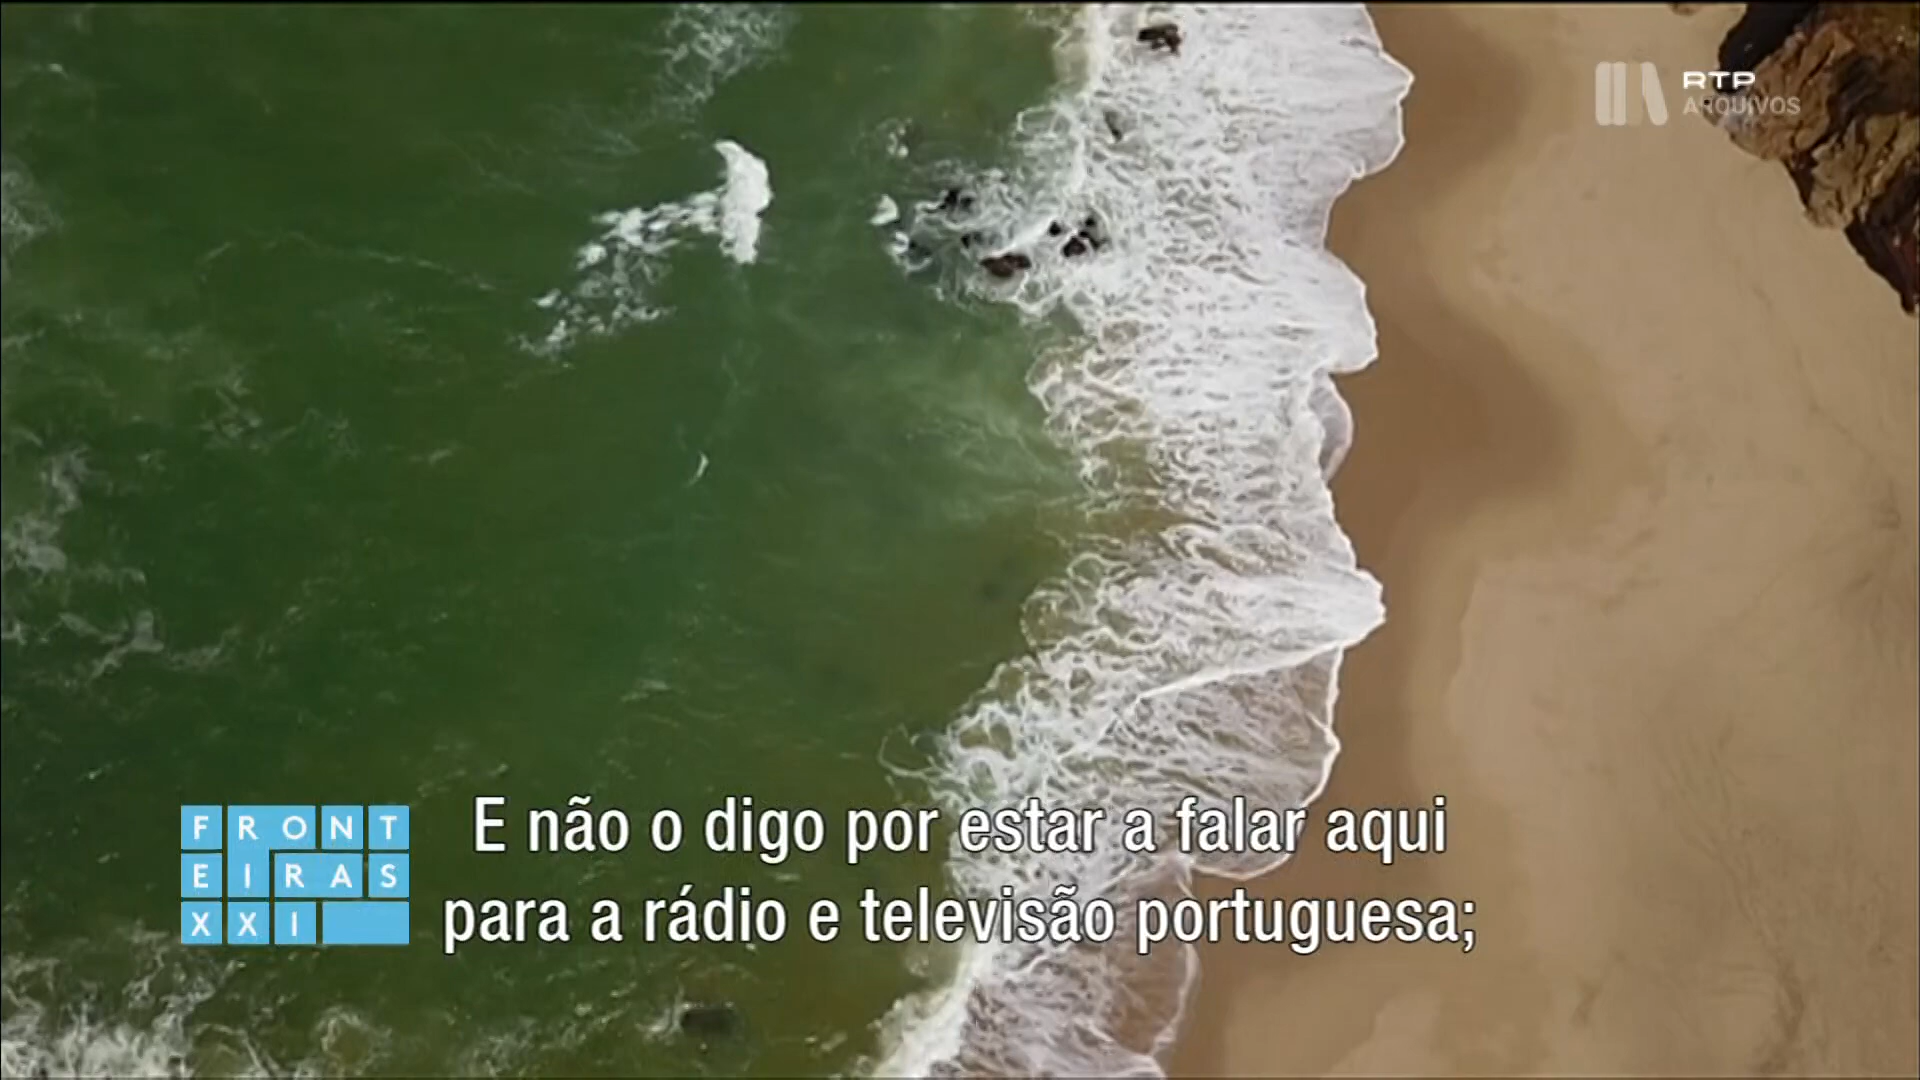 RTP
ARQUIVOS
FRONT
EIRAS
XXI
E não o digo por estar a falar aqui
para a rádio e televisão portuguesa;